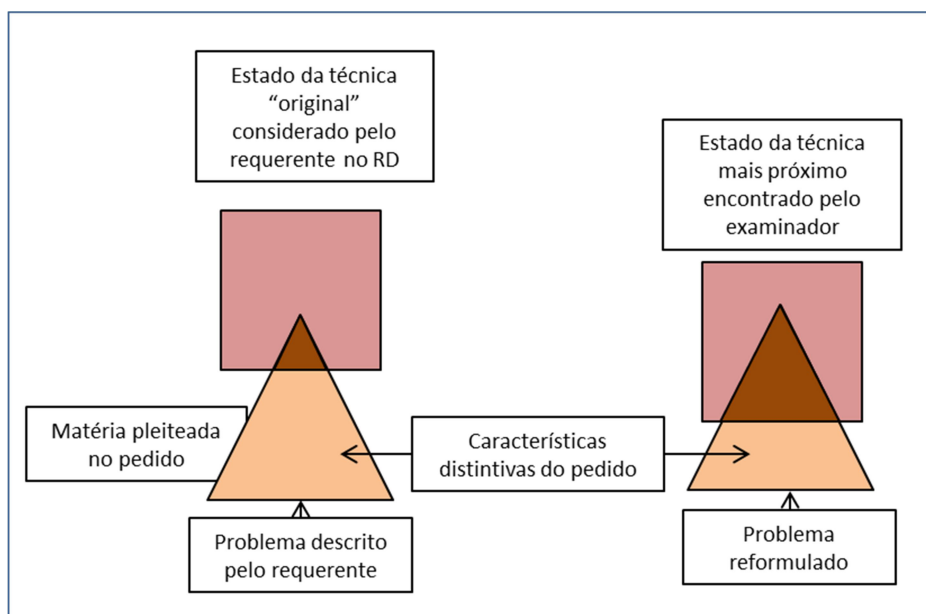 Estado da técnica
“original”
considerado pelo
requerente no RD
Estado da técnica
mais próximo
encontrado pelo
examinador
Matéria pleiteada
no pedido
Características
distintivas do pedido
Problema descrito
pelo requerente
Problema
reformulado